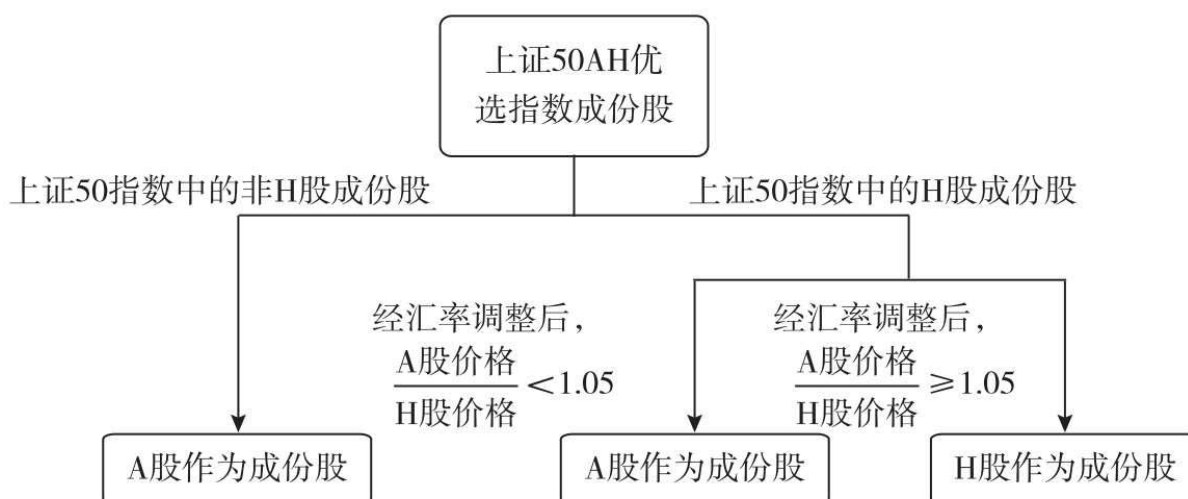 上证50AH优
选指数成份股
上证50指数中的非H股成份股
上证50指数中的H股成份股
经汇率调整后，
A股价格
H股价格
<1.05
经汇率调整后，
A股价格
H股价格
≥1.05
A股作为成份股
A股作为成份股
H股作为成份股